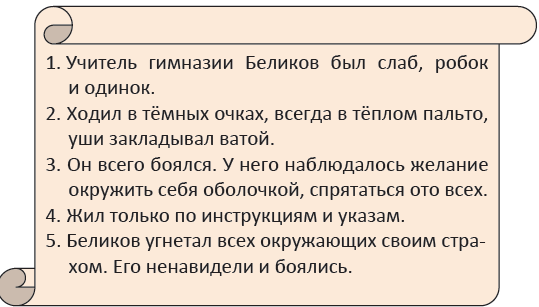 1. Учитель гимназии Беликов был слаб, робок
и одинок.
2. Ходил в тёмных очках, всегда в тёплом пальто,
уши закладывал ватой.
3. Он всего боялся. У него наблюдалось желание
окружить себя оболочкой, спрятаться ото всех.
4. Жил только по инструкциям и указам.
5. Беликов угнетал всех окружающих своим стра-
хом. Его ненавидели и боялись.